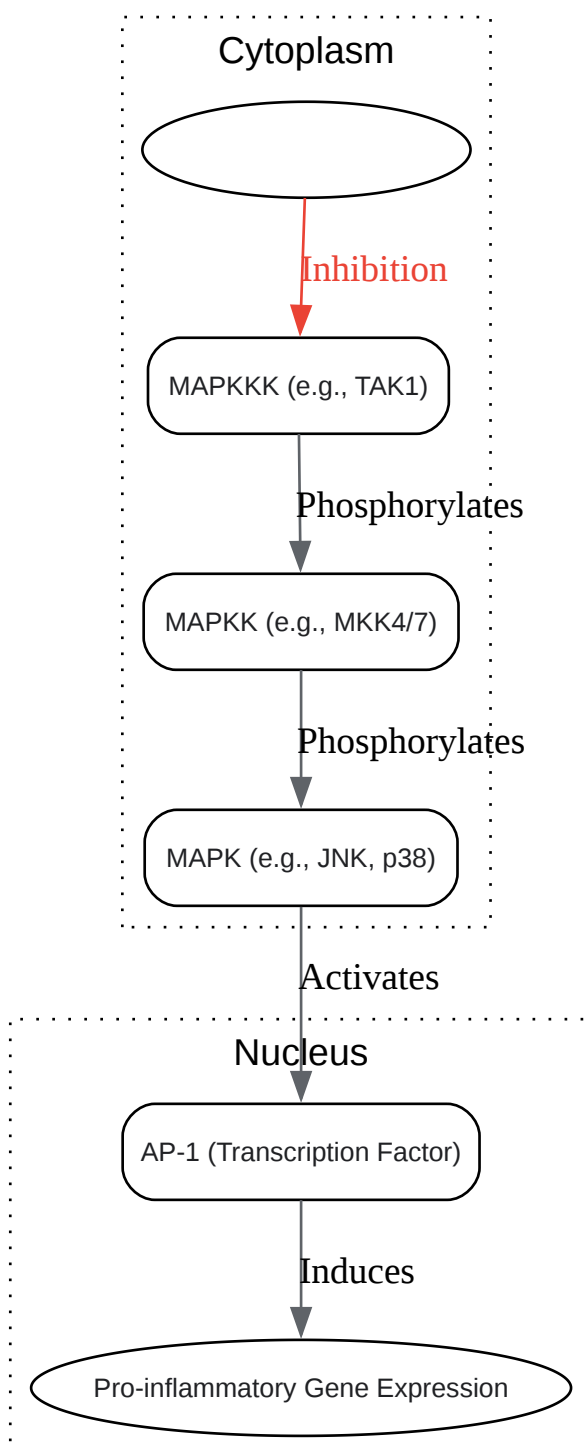 Cytoplasm
Inhibition
MAPKKK (e.g., TAK1)
Phosphorylates
MAPKK (e.g., MKK4/7)
Phosphorylates
MAPK (e.g., JNK, p38)
Activates
Nucleus
AP-1 (Transcription Factor)
Induces
Pro-inflammatory Gene Expression